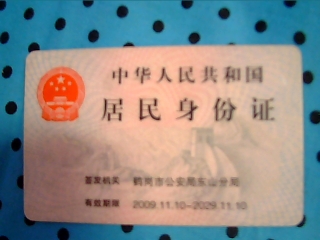 中华人民共和国
居民身份证
签发机关 鹤岗市公安局东山分局
有效期限 2009.11.10-2029.11.10